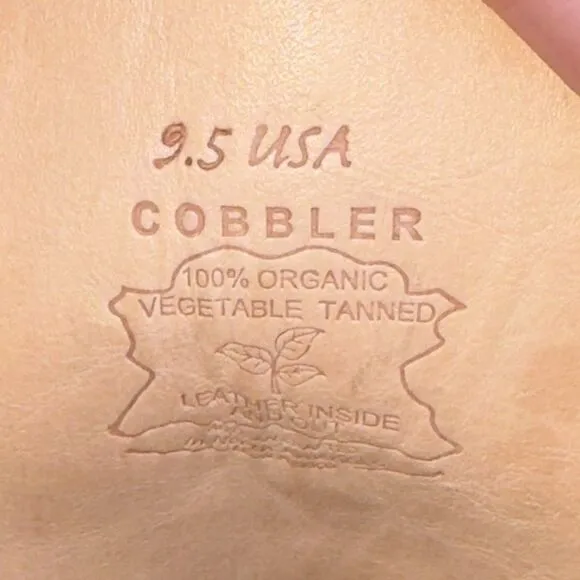 9.5 USA
COBBLER
100% ORGANIC
VEGETABLE TANNED
LEATHER INSIDE
AND OUT